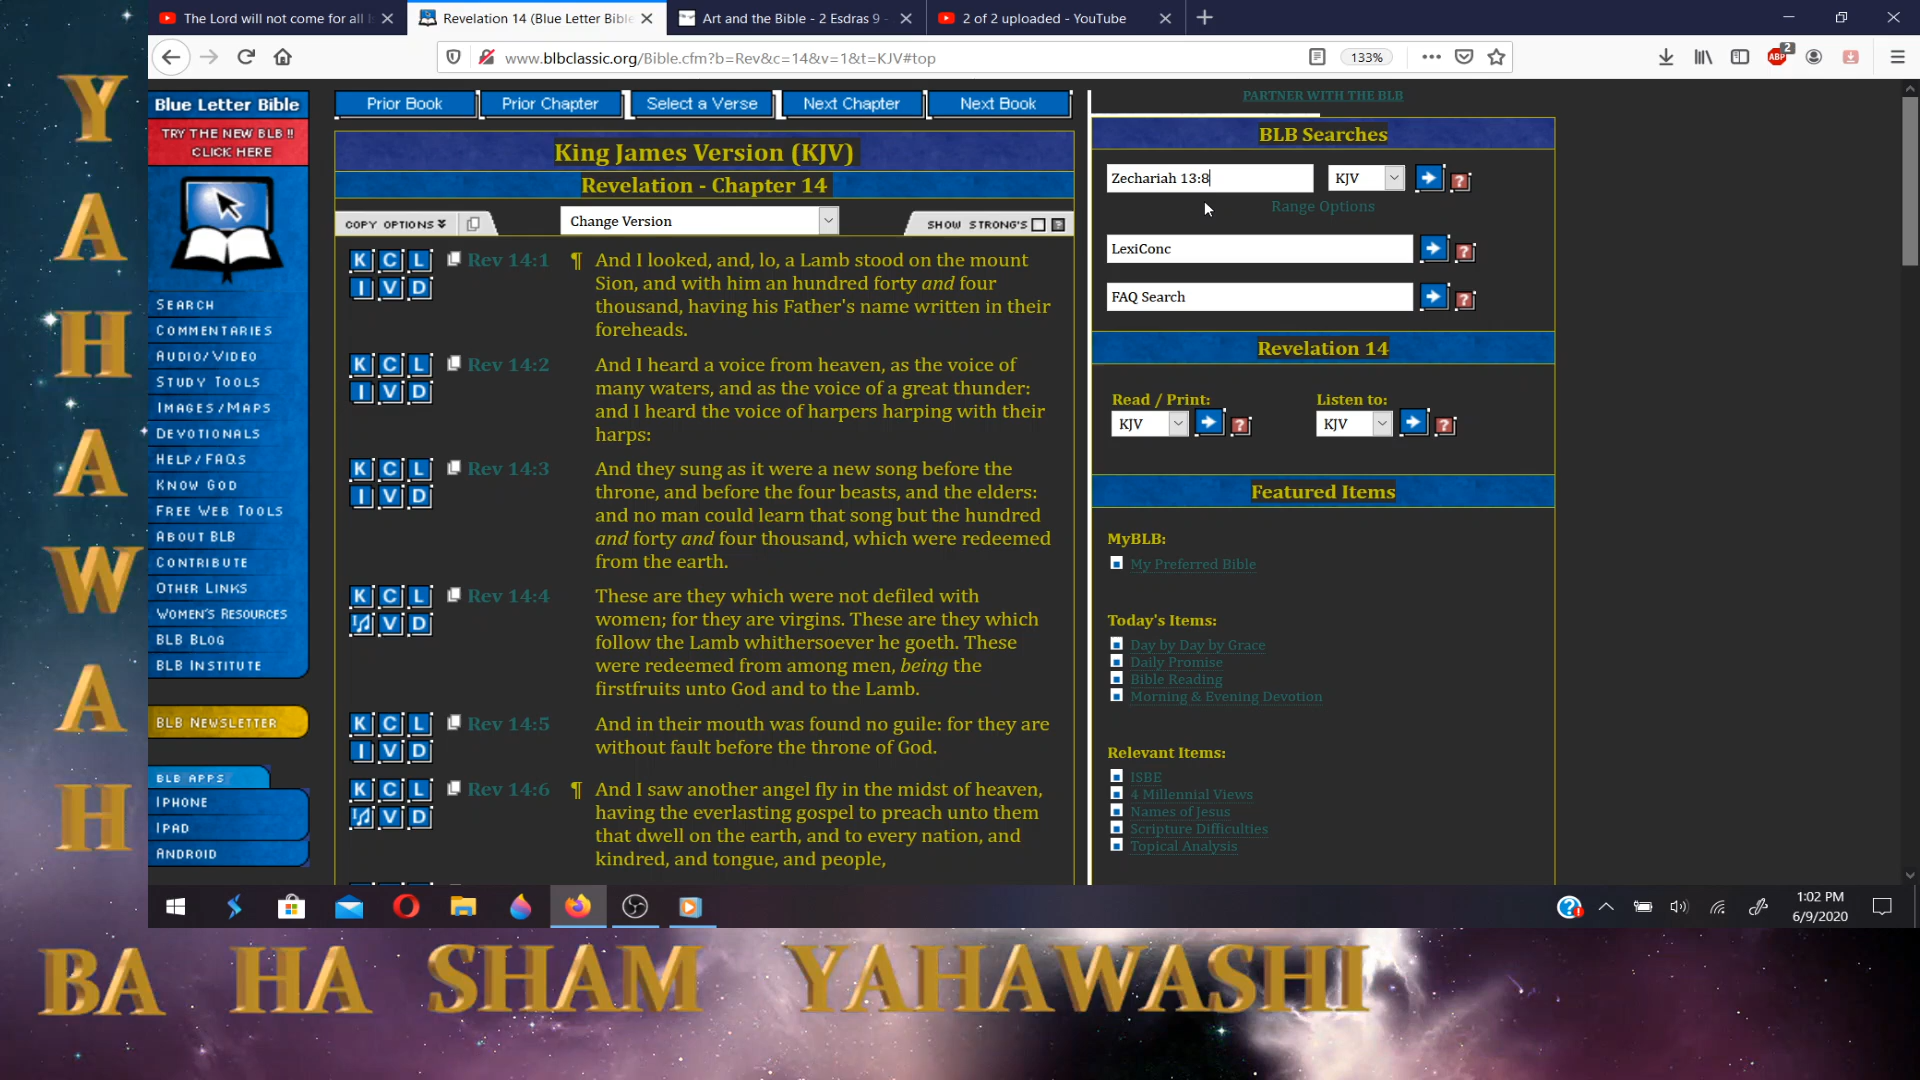 The Lord will not come for all I
Revelation 14 (Blue Letter Bible
Art and the Bible - 2 Esdras 9 -
2 of 2 uploaded - YouTube
www.blbclassic.org/Bible.cfm?b=Rev&c=14&v=1&t=KJV#top
133%
ABP
2
Blue Letter Bible
TRY THE NEW BLB !!
CLICK HERE
SEARCH
COMMENTARIES
AUDIO/VIDEO
STUDY TOOLS
IMAGES/MAPS
DEVOTIONALS
HELP/FAQS
KNOW GOD
FREE WEB TOOLS
ABOUT BLB
CONTRIBUTE
OTHER LINKS
WOMEN'S RESOURCES
BLB BLOG
BLB INSTITUTE
BLB NEWSLETTER
BLB APPS
IPHONE
IPAD
ANDROID
Prior Book
Prior Chapter
Select a Verse
Next Chapter
Next Book
King James Version (KJV)
Revelation - Chapter 14
COPY OPTIONS
Change Version
SHOW STRONG'S
K C L
I V D
Rev 14:1
¶ And I looked, and, lo, a Lamb stood on the mount
Sion, and with him an hundred forty and four
thousand, having his Father's name written in their
foreheads.
K C L
I V D
Rev 14:2
And I heard a voice from heaven, as the voice of
many waters, and as the voice of a great thunder:
and I heard the voice of harpers harping with their
harps:
K C L
I V D
Rev 14:3
And they sung as it were a new song before the
throne, and before the four beasts, and the elders:
and no man could learn that song but the hundred
and forty and four thousand, which were redeemed
from the earth.
K C L
V D
Rev 14:4
These are they which were not defiled with
women; for they are virgins. These are they which
follow the Lamb whithersoever he goeth. These
were redeemed from among men, being the
firstfruits unto God and to the Lamb.
K C L
I V D
Rev 14:5
And in their mouth was found no guile: for they are
without fault before the throne of God.
K C L
V D
Rev 14:6
¶ And I saw another angel fly in the midst of heaven,
having the everlasting gospel to preach unto them
that dwell on the earth, and to every nation, and
kindred, and tongue, and people,
PARTNER WITH THE BLB
BLB Searches
Zechariah 13:8
KJV
?
Range Options
LexiConc
?
FAQ Search
?
Revelation 14
Read / Print:
KJV
?
Listen to:
KJV
?
Featured Items
MyBLB:
My Preferred Bible
Today's Items:
Day by Day by Grace
Daily Promise
Bible Reading
Morning & Evening Devotion
Relevant Items:
ISBE
4 Millennial Views
Names of Jesus
Scripture Difficulties
Topical Analysis
1:02 PM
6/9/2020
YAHAWAH
BA HA SHAM YAHAWASHI